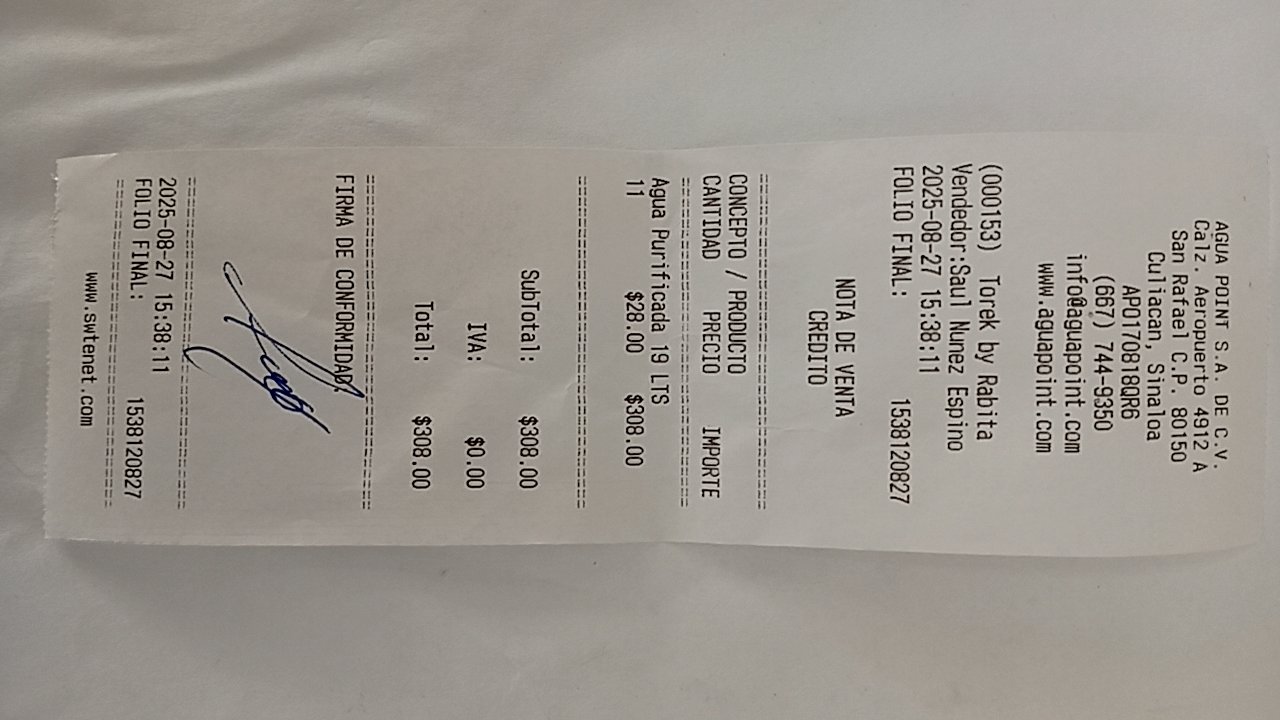 AGUA POINT S.A. DE C.V.
Calz. Aeropuerto 4912 A
San Rafael C.P. 80150
Culiacan, Sinaloa
APO170818QR6
(667) 744-9350
info@aguapoint.com
www.aguapoint.com
NOTA DE VENTA
CREDITO
(000153) Torek by Rabita
Vendedor:Saul Nunez Espino
2025-08-27 15:38:11
FOLIO FINAL: 1538120827
CONCEPTO / PRODUCTO
CANTIDAD PRECIO IMPORTE
Agua Purificada 19 LTS
11 $28.00 $308.00
SubTotal: $308.00
IVA: $0.00
Total: $308.00
FIRMA DE CONFORMIDAD:
2025-08-27 15:38:11
FOLIO FINAL: 1538120827
www.swtenet.com